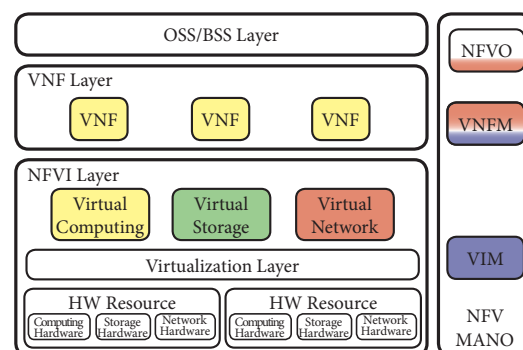 OSS/BSS Layer
VNF Layer
VNF
VNF
VNF
NFVI Layer
Virtual
Computing
Virtual
Storage
Virtual
Network
Virtualization Layer
HW Resource
Computing
Hardware
Storage
Hardware
Network
Hardware
HW Resource
Computing
Hardware
Storage
Hardware
Network
Hardware
NFVO
VNFM
VIM
NFV
MANO